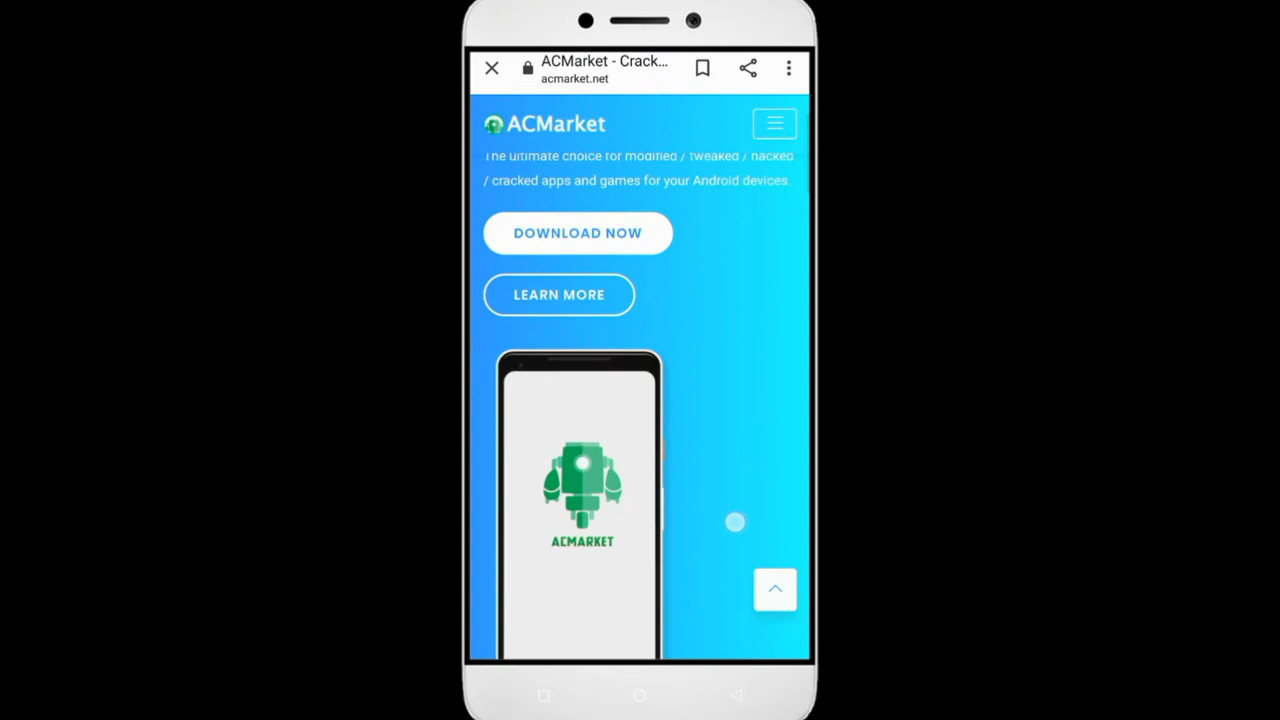 ACMarket - Crack...
acmarket.net
ACMarket
The ultimate choice for modified / tweaked / hacked
/ cracked apps and games for your Android devices.
DOWNLOAD NOW
LEARN MORE
ACMARKET